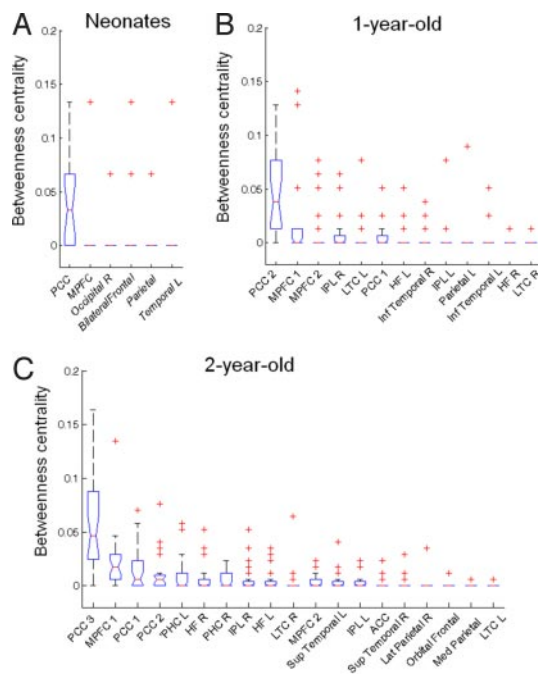 A
Neonates
Betweenness centrality
0.2
0.15
0.1
0.05
0
PCC
MPFC
Occipital R
BilateralFrontal
Parietal
Temporal L
B
1-year-old
Betweenness centrality
0.2
0.15
0.1
0.05
0
PCC 2
MPFC 1
MPFC 2
IPL R
LTC L
PCC 1
HF L
Inf Temporal R
IPL L
Parietal L
Inf Temporal L
HF R
LTC R
C
2-year-old
Betweenness centrality
0.2
0.15
0.1
0.05
0
PCC 3
MPFC 1
PCC 1
PCC 2
'PHC L
HF R
PHC R
IPL R
HF L
LTC R
MPFC 2
Sup Temporal L
IPL L
ACC
Sup Temporal R
Lat Parietal R
Orbital Frontal
Med Parietal
LTC L